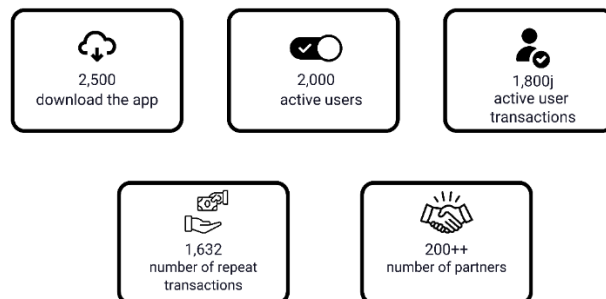 2,500
download the app
2,000
active users
1,800j
active user
transactions
1,632
number of repeat
transactions
200++
number of partners